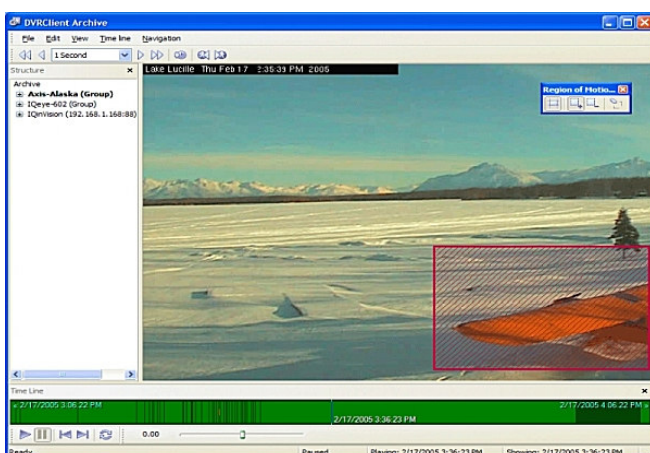 DVRClient Archive
File Edit View Time line Navigation
1 Second
Structure ×
Lake Lucille Thu Feb 17 2:35:39 PM 2005
Archive
Axis-Alaska (Group)
IQeye-602 (Group)
IQinVision (192.168.1.168:88)
Region of Motio...
Time Line ×
2/17/2005 3:06:22 PM
2/17/2005 4:06:22 PM
2/17/2005 3:36:23 PM
0.00
Ready Paused Playing: 2/17/2005 3:36:23 PM Showing: 2/17/2005 3:36:23 PM